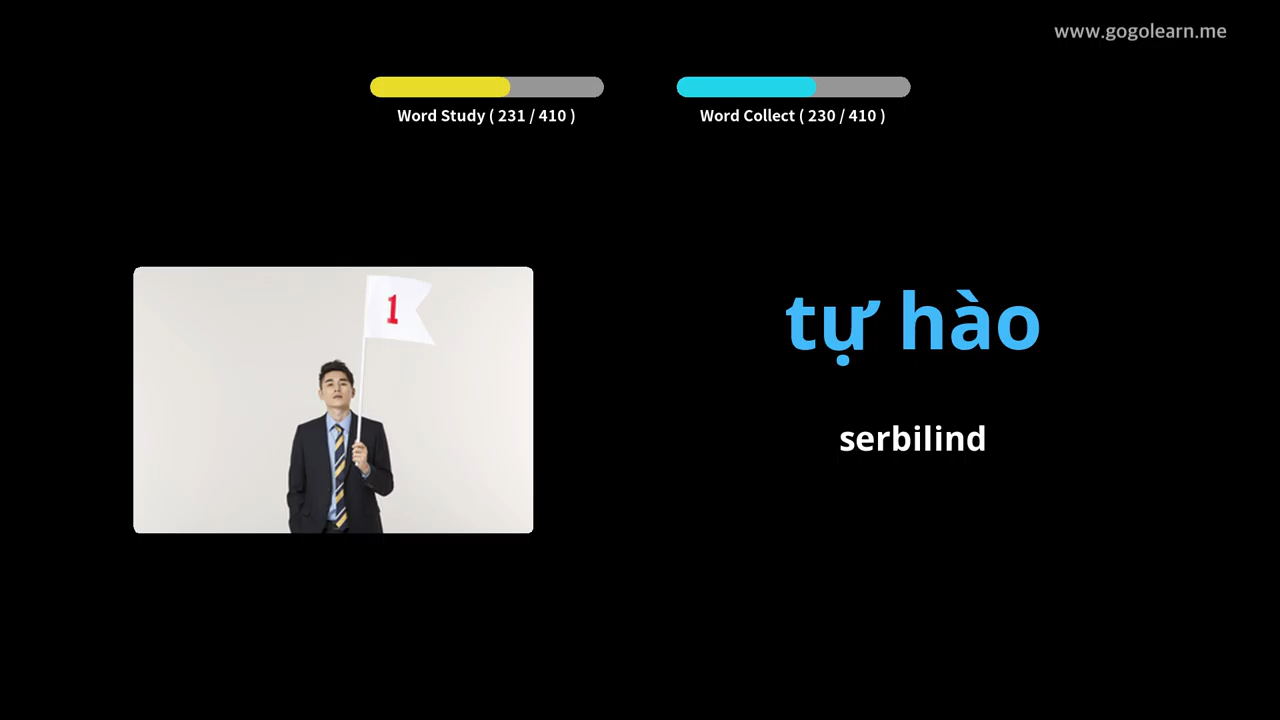 www.gogolearn.me
Word Study ( 231 / 410 )
Word Collect ( 230 / 410 )
1
tự hào
serbilind